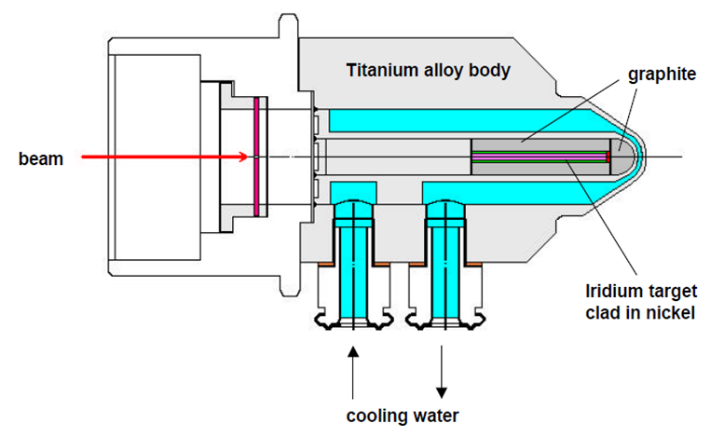 Titanium alloy body
graphite
beam
Iridium target
clad in nickel
cooling water